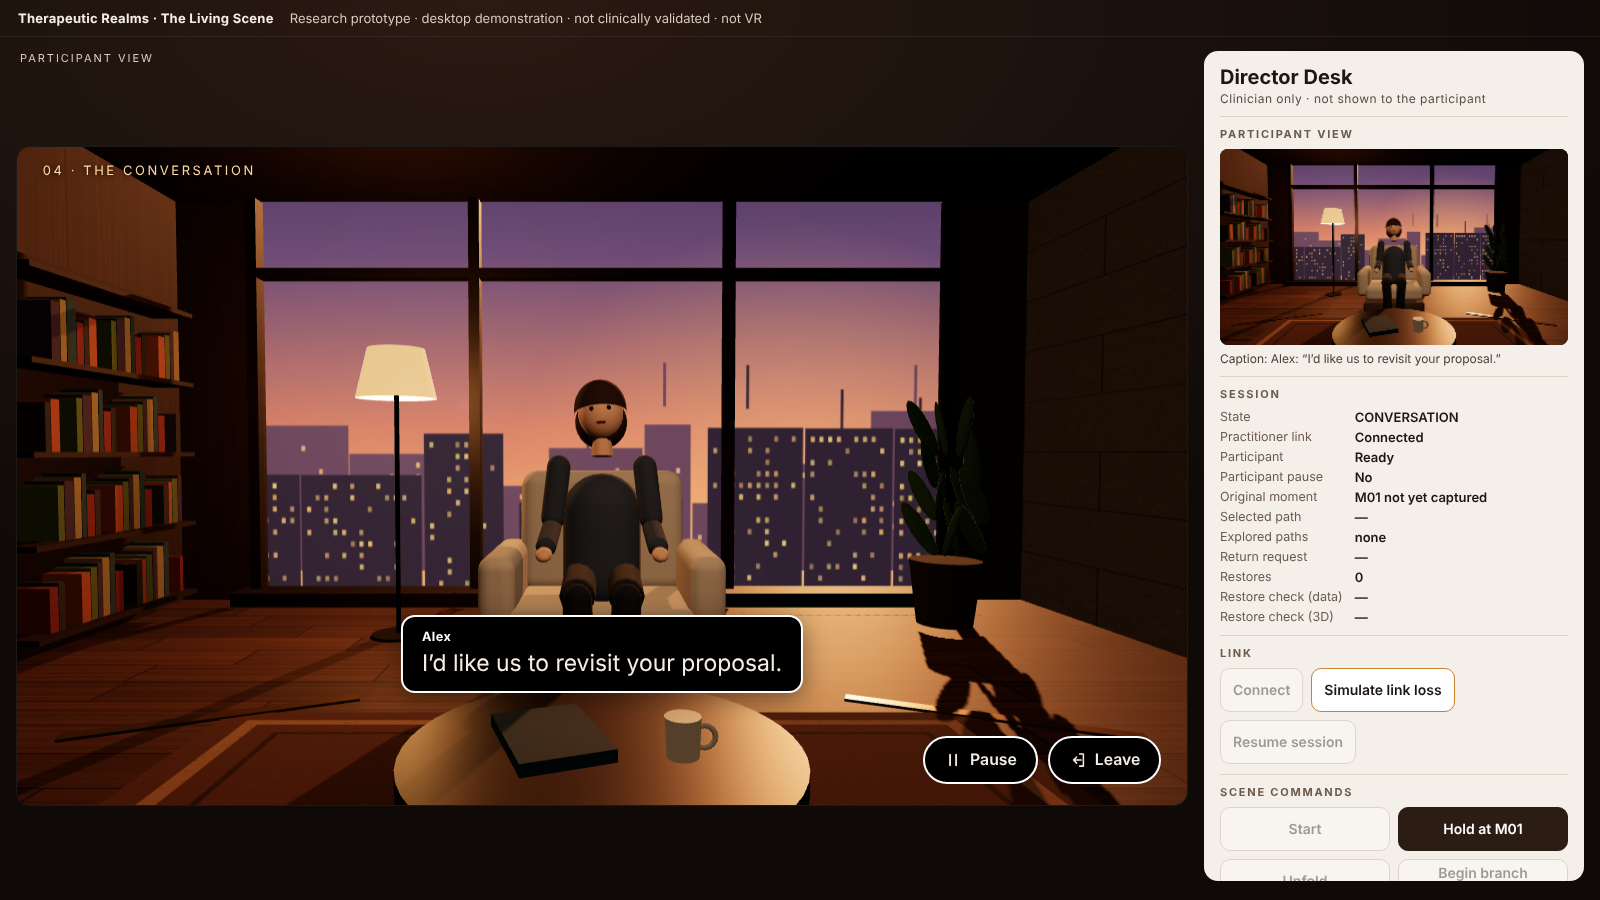 Therapeutic Realms · The Living Scene Research prototype · desktop demonstration · not clinically validated · not VR
PARTICIPANT VIEW
04 · THE CONVERSATION
Alex
I’d like us to revisit your proposal.
Pause
Leave
Director Desk
Clinician only · not shown to the participant
PARTICIPANT VIEW
Caption: Alex: “I’d like us to revisit your proposal.”
SESSION
State CONVERSATION
Practitioner link Connected
Participant Ready
Participant pause No
Original moment M01 not yet captured
Selected path —
Explored paths none
Return request —
Restores 0
Restore check (data) —
Restore check (3D) —
LINK
Connect Simulate link loss
Resume session
SCENE COMMANDS
Start Hold at M01
Unfold Begin branch